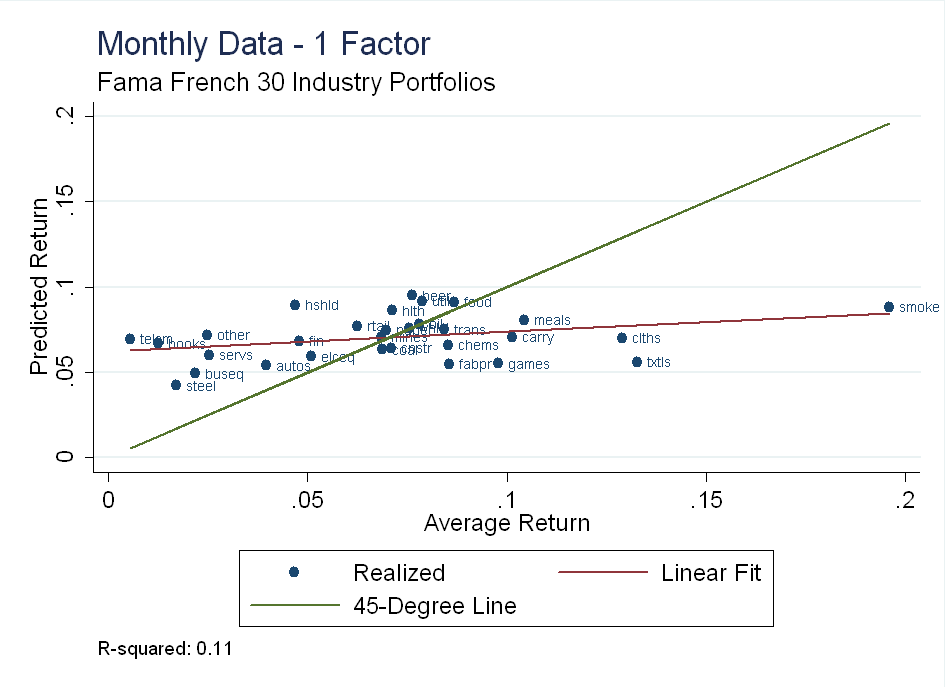 Monthly Data - 1 Factor
Fama French 30 Industry Portfolios
Predicted Return
.2
.15
.1
.05
0
beer
util
food
hshld
hlth
smoke
meals
rtail
oil
trans
telcm
other
books
fin
mines
carry
clths
chems
cnstr
coal
servs
elceq
autos
fabpr
games
txtls
buseq
steel
0 .05 .1 .15 .2
Average Return
Realized Linear Fit
45-Degree Line
R-squared: 0.11